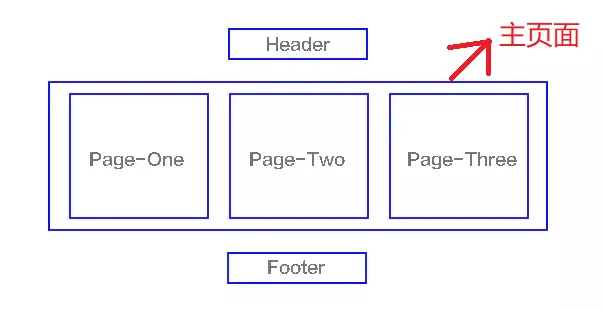 Header
主页面
Page-One
Page-Two
Page-Three
Footer